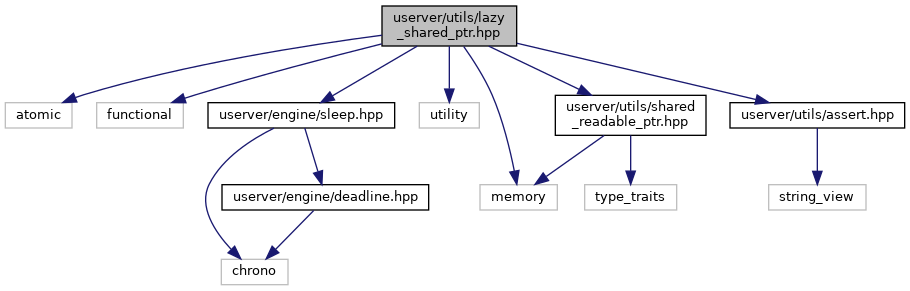 userver/utils/lazy
_shared_ptr.hpp
atomic
functional
userver/engine/sleep.hpp
utility
userver/utils/shared
_readable_ptr.hpp
userver/utils/assert.hpp
userver/engine/deadline.hpp
memory
type_traits
string_view
chrono